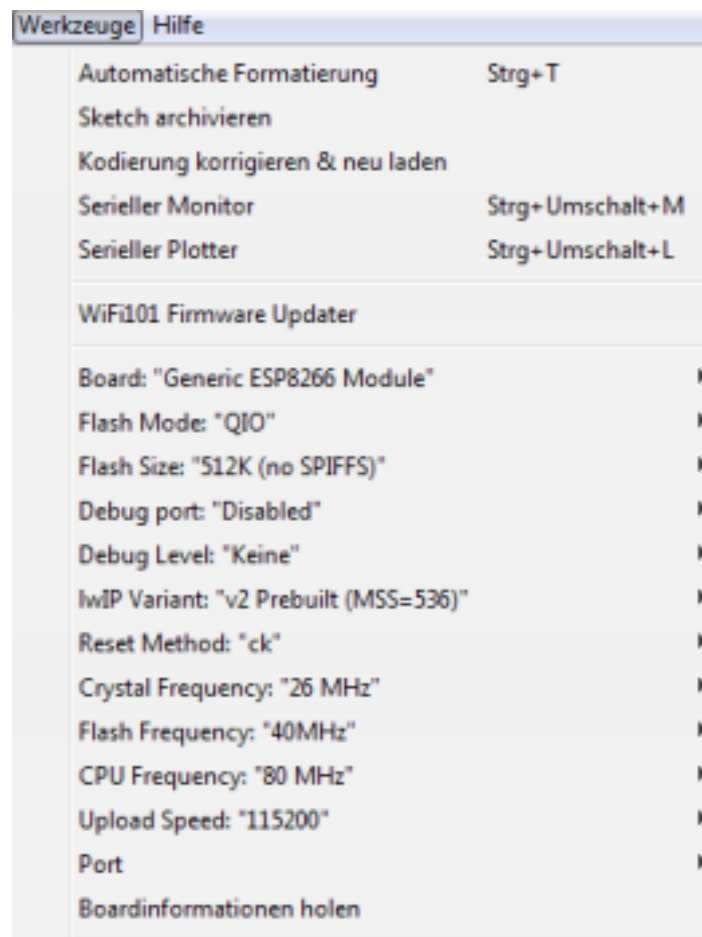 Werkzeuge Hilfe
Automatische Formatierung Strg+T
Sketch archivieren
Kodierung korrigieren & neu laden
Serieller Monitor Strg+Umschalt+M
Serieller Plotter Strg+Umschalt+L
WiFi101 Firmware Updater
Board: "Generic ESP8266 Module"
Flash Mode: "QIO"
Flash Size: "512K (no SPIFFS)"
Debug port: "Disabled"
Debug Level: "Keine"
lwIP Variant: "v2 Prebuilt (MSS=536)"
Reset Method: "ck"
Crystal Frequency: "26 MHz"
Flash Frequency: "40MHz"
CPU Frequency: "80 MHz"
Upload Speed: "115200"
Port
Boardinformationen holen